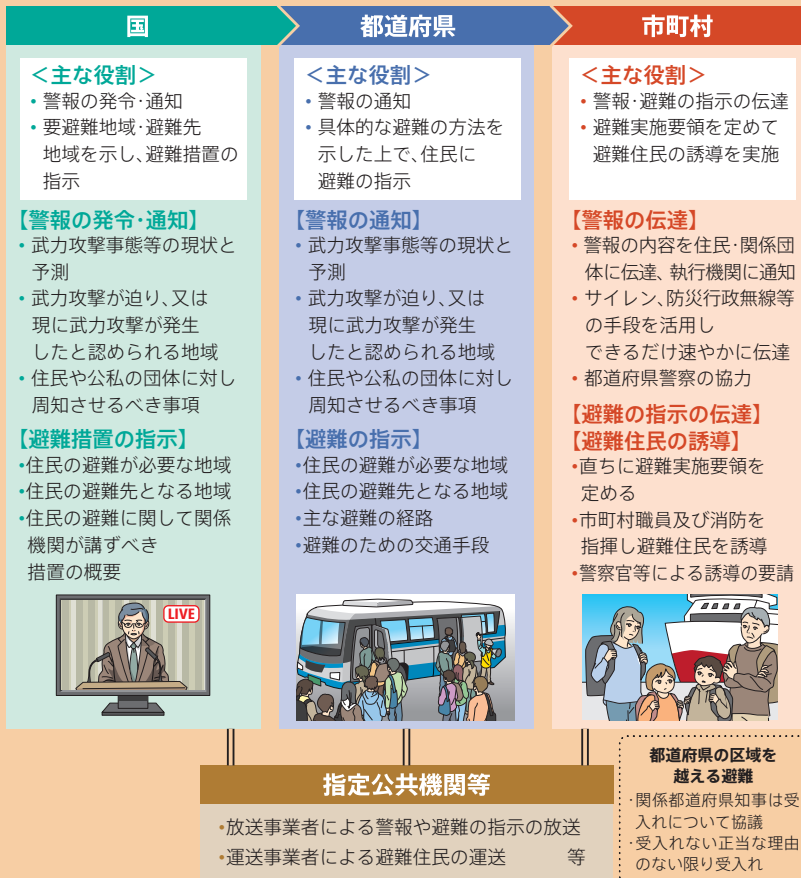 国
＜主な役割＞
・警報の発令・通知
・要避難地域・避難先
地域を示し、避難措置の
指示
【警報の発令・通知】
・武力攻撃事態等の現状と
予測
・武力攻撃が迫り、又は
現に武力攻撃が発生
したと認められる地域
・住民や公私の団体に対し
周知させるべき事項
【避難措置の指示】
・住民の避難が必要な地域
・住民の避難先となる地域
・住民の避難に関して関係
機関が講ずべき
措置の概要
LIVE
都道府県
＜主な役割＞
・警報の通知
・具体的な避難の方法を
示した上で、住民に
避難の指示
【警報の通知】
・武力攻撃事態等の現状と
予測
・武力攻撃が迫り、又は
現に武力攻撃が発生
したと認められる地域
・住民や公私の団体に対し
周知させるべき事項
【避難の指示】
・住民の避難が必要な地域
・住民の避難先となる地域
・主な避難の経路
・避難のための交通手段
市町村
＜主な役割＞
・警報・避難の指示の伝達
・避難実施要領を定めて
避難住民の誘導を実施
【警報の伝達】
・警報の内容を住民・関係団
体に伝達、執行機関に通知
・サイレン、防災行政無線等
の手段を活用し
できるだけ速やかに伝達
・都道府県警察の協力
【避難の指示の伝達】
【避難住民の誘導】
・直ちに避難実施要領を
定める
・市町村職員及び消防を
指揮し避難住民を誘導
・警察官等による誘導の要請
指定公共機関等
・放送事業者による警報や避難の指示の放送
・運送事業者による避難住民の運送　等
都道府県の区域を
越える避難
・関係都道府県知事は受
入れについて協議
・受入れない正当な理由
のない限り受入れ